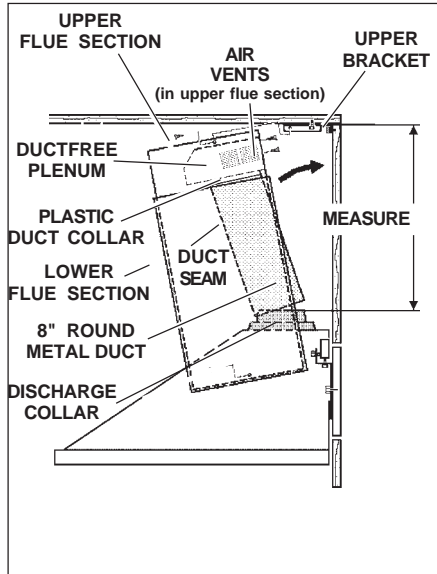 UPPER
FLUE SECTION
AIR
VENTS
(in upper flue section)
UPPER
BRACKET
DUCTFREE
PLENUM
PLASTIC
DUCT COLLAR
MEASURE
DUCT
SEAM
LOWER
FLUE SECTION
8" ROUND
METAL DUCT
DISCHARGE
COLLAR